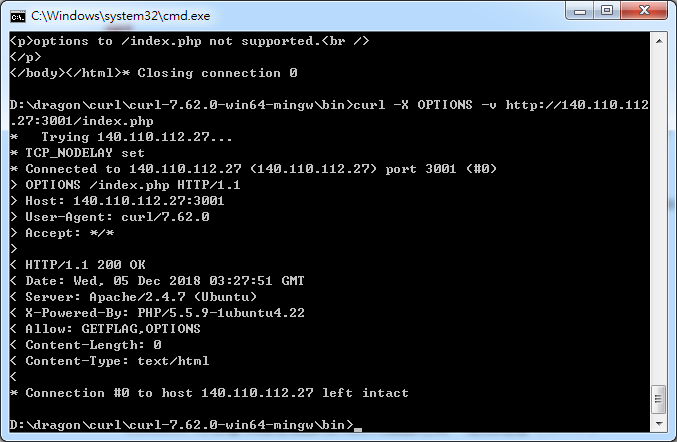 C:\Windows\system32\cmd.exe
<p>options to /index.php not supported.<br />
</p>
</body></html>* Closing connection 0
D:\dragon\curl\curl-7.62.0-win64-mingw\bin>curl -X OPTIONS -v http://140.110.112
.27:3001/index.php
*   Trying 140.110.112.27...
* TCP_NODELAY set
* Connected to 140.110.112.27 (140.110.112.27) port 3001 (#0)
> OPTIONS /index.php HTTP/1.1
> Host: 140.110.112.27:3001
> User-Agent: curl/7.62.0
> Accept: */*
>
< HTTP/1.1 200 OK
< Date: Wed, 05 Dec 2018 03:27:51 GMT
< Server: Apache/2.4.7 (Ubuntu)
< X-Powered-By: PHP/5.5.9-1ubuntu4.22
< Allow: GETFLAG,OPTIONS
< Content-Length: 0
< Content-Type: text/html
<
* Connection #0 to host 140.110.112.27 left intact
D:\dragon\curl\curl-7.62.0-win64-mingw\bin>_